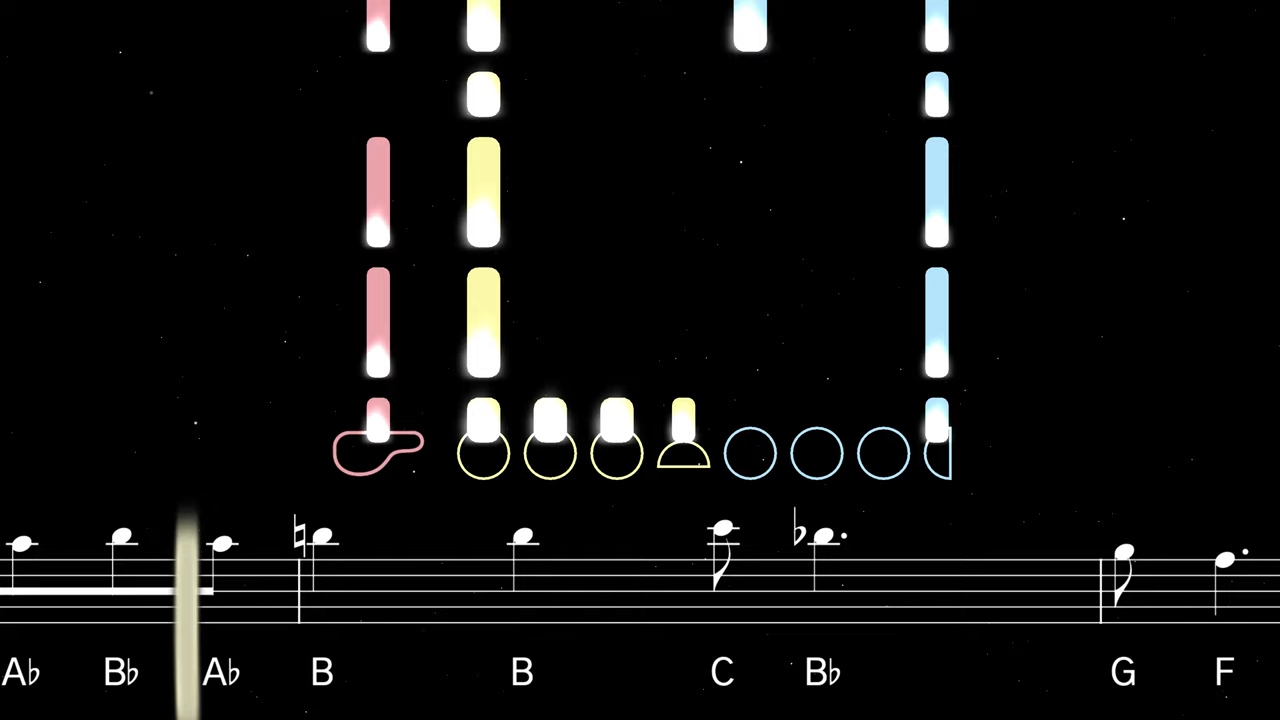 A♭ B♭ A♭ B B C B♭ G F